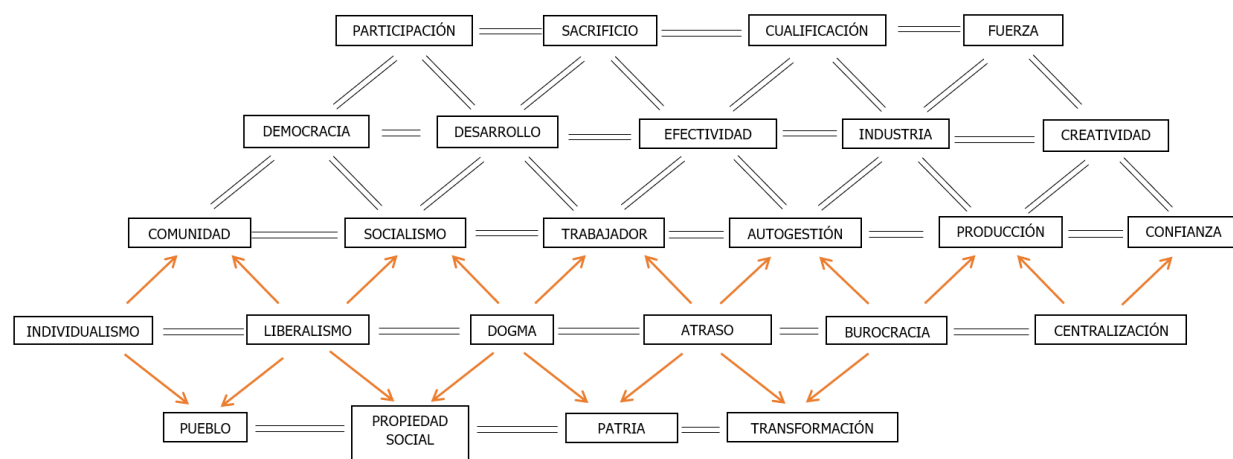 PARTICIPACIÓN
SACRIFICIO
CUALIFICACIÓN
FUERZA
DEMOCRACIA
DESARROLLO
EFECTIVIDAD
INDUSTRIA
CREATIVIDAD
COMUNIDAD
SOCIALISMO
TRABAJADOR
AUTOGESTIÓN
PRODUCCIÓN
CONFIANZA
INDIVIDUALISMO
LIBERALISMO
DOGMA
ATRASO
BUROCRACIA
CENTRALIZACIÓN
PUEBLO
PROPIEDAD
SOCIAL
PATRIA
TRANSFORMACIÓN